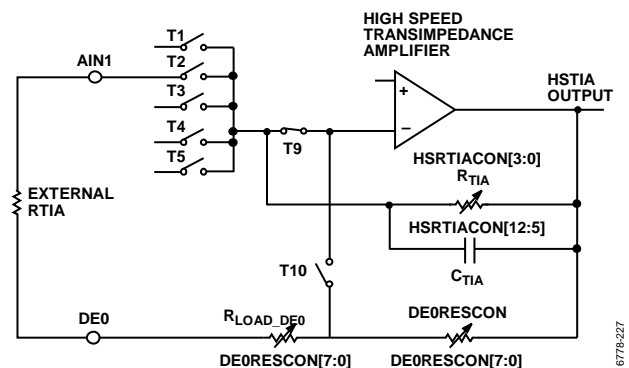 HIGH SPEED
TRANSIMPEDANCE
AMPLIFIER
T1
AIN1
T2
T3
T4
T5
T9
+
−
HSTIA
OUTPUT
HSRTIACON[3:0]
RTIA
HSRTIACON[12:5]
CTIA
EXTERNAL
RTIA
T10
DE0
RLOAD_DE0
DE0RESCON
DE0RESCON[7:0]
DE0RESCON[7:0]
6778-227